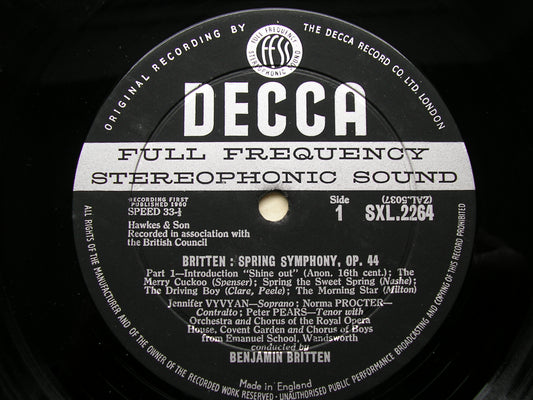 ORIGINAL RECORDING BY
THE DECCA RECORD CO. LTD. LONDON
FULL FREQUENCY
FFSS
STEREOPHONIC SOUND
DECCA
FULL FREQUENCY
STEREOPHONIC SOUND
RECORDING FIRST
PUBLISHED 1960
SPEED 33⅓
Side
1
(ZAL.5037)
SXL.2264
Hawkes & Son
Recorded in association with
the British Council
BRITTEN : SPRING SYMPHONY, OP. 44
Part 1—Introduction "Shine out" (Anon. 16th cent.); The
Merry Cuckoo (Spenser); Spring the Sweet Spring (Nashe);
The Driving Boy (Clare, Peele); The Morning Star (Milton)
Jennifer VYVYAN—Soprano: Norma PROCTER—
Contralto; Peter PEARS—Tenor with
Orchestra and Chorus of the Royal Opera
House, Covent Garden and Chorus of Boys
from Emanuel School, Wandsworth
conducted by
BENJAMIN BRITTEN
Made in England
ALL RIGHTS OF THE MANUFACTURER AND OF THE OWNER OF THE RECORDED WORK RESERVED · UNAUTHORISED PUBLIC PERFORMANCE BROADCASTING AND COPYING OF THIS RECORD PROHIBITED